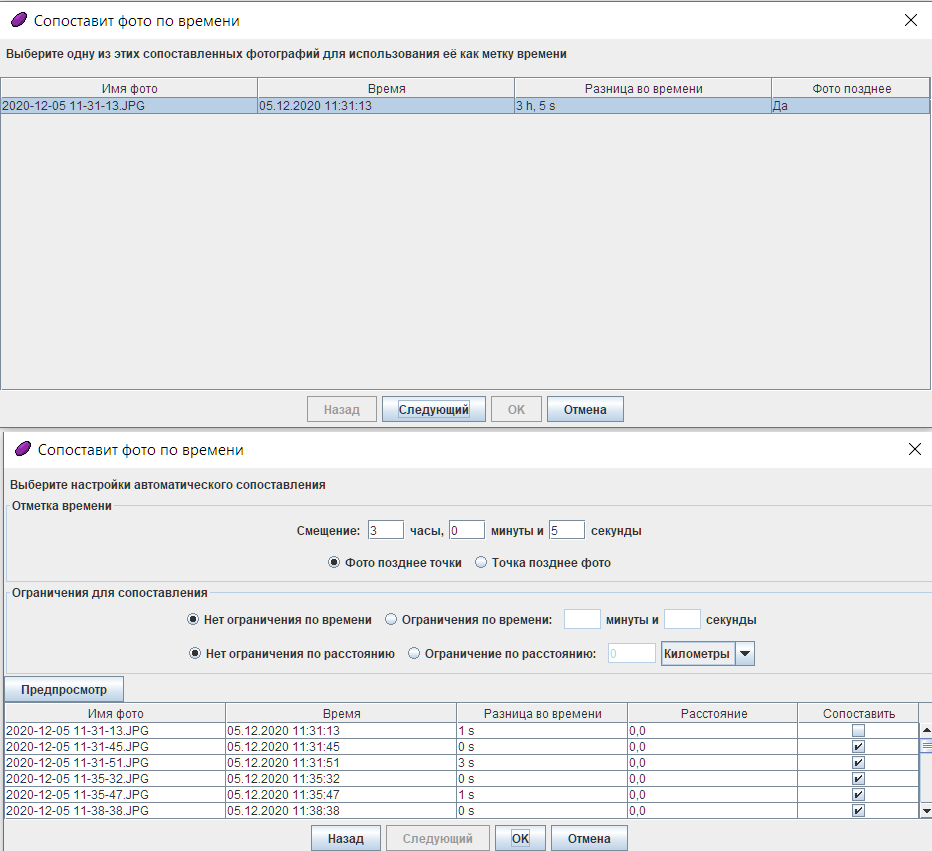 Сопоставит фото по времени
Выберите одну из этих сопоставленных фотографий для использования её как метку времени
Имя фото Время Разница во времени Фото позднее
2020-12-05 11-31-13.JPG 05.12.2020 11:31:13 3 h, 5 s Да
Назад Следующий OK Отмена
Сопоставит фото по времени
Выберите настройки автоматического сопоставления
Отметка времени
Смещение: 3 часы, 0 минуты и 5 секунды
Фото позднее точки Точка позднее фото
Ограничения для сопоставления
Нет ограничения по времени Ограничения по времени: минуты и секунды
Нет ограничения по расстоянию Ограничение по расстоянию: 0 Километры
Предпросмотр
Имя фото Время Разница во времени Расстояние Сопоставить
2020-12-05 11-31-13.JPG 05.12.2020 11:31:13 1 s 0,0
2020-12-05 11-31-45.JPG 05.12.2020 11:31:45 0 s 0,0
2020-12-05 11-31-51.JPG 05.12.2020 11:31:51 3 s 0,0
2020-12-05 11-35-32.JPG 05.12.2020 11:35:32 0 s 0,0
2020-12-05 11-35-47.JPG 05.12.2020 11:35:47 1 s 0,0
2020-12-05 11-38-38.JPG 05.12.2020 11:38:38 0 s 0,0
Назад Следующий OK Отмена